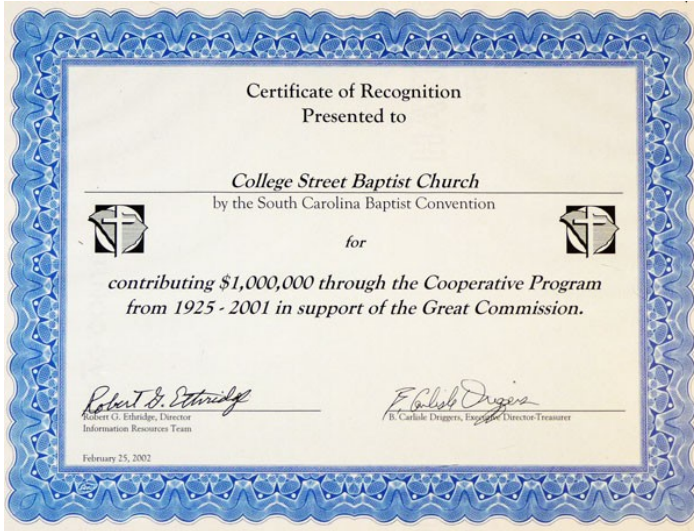 Certificate of Recognition
Presented to
College Street Baptist Church
by the South Carolina Baptist Convention
for
contributing $1,000,000 through the Cooperative Program
from 1925 - 2001 in support of the Great Commission.
Robert G. Ethridge
B. Carlisle Driggers
Robert G. Ethridge, Director
B. Carlisle Driggers, Executive Director-Treasurer
Information Resources Team
February 25, 2002